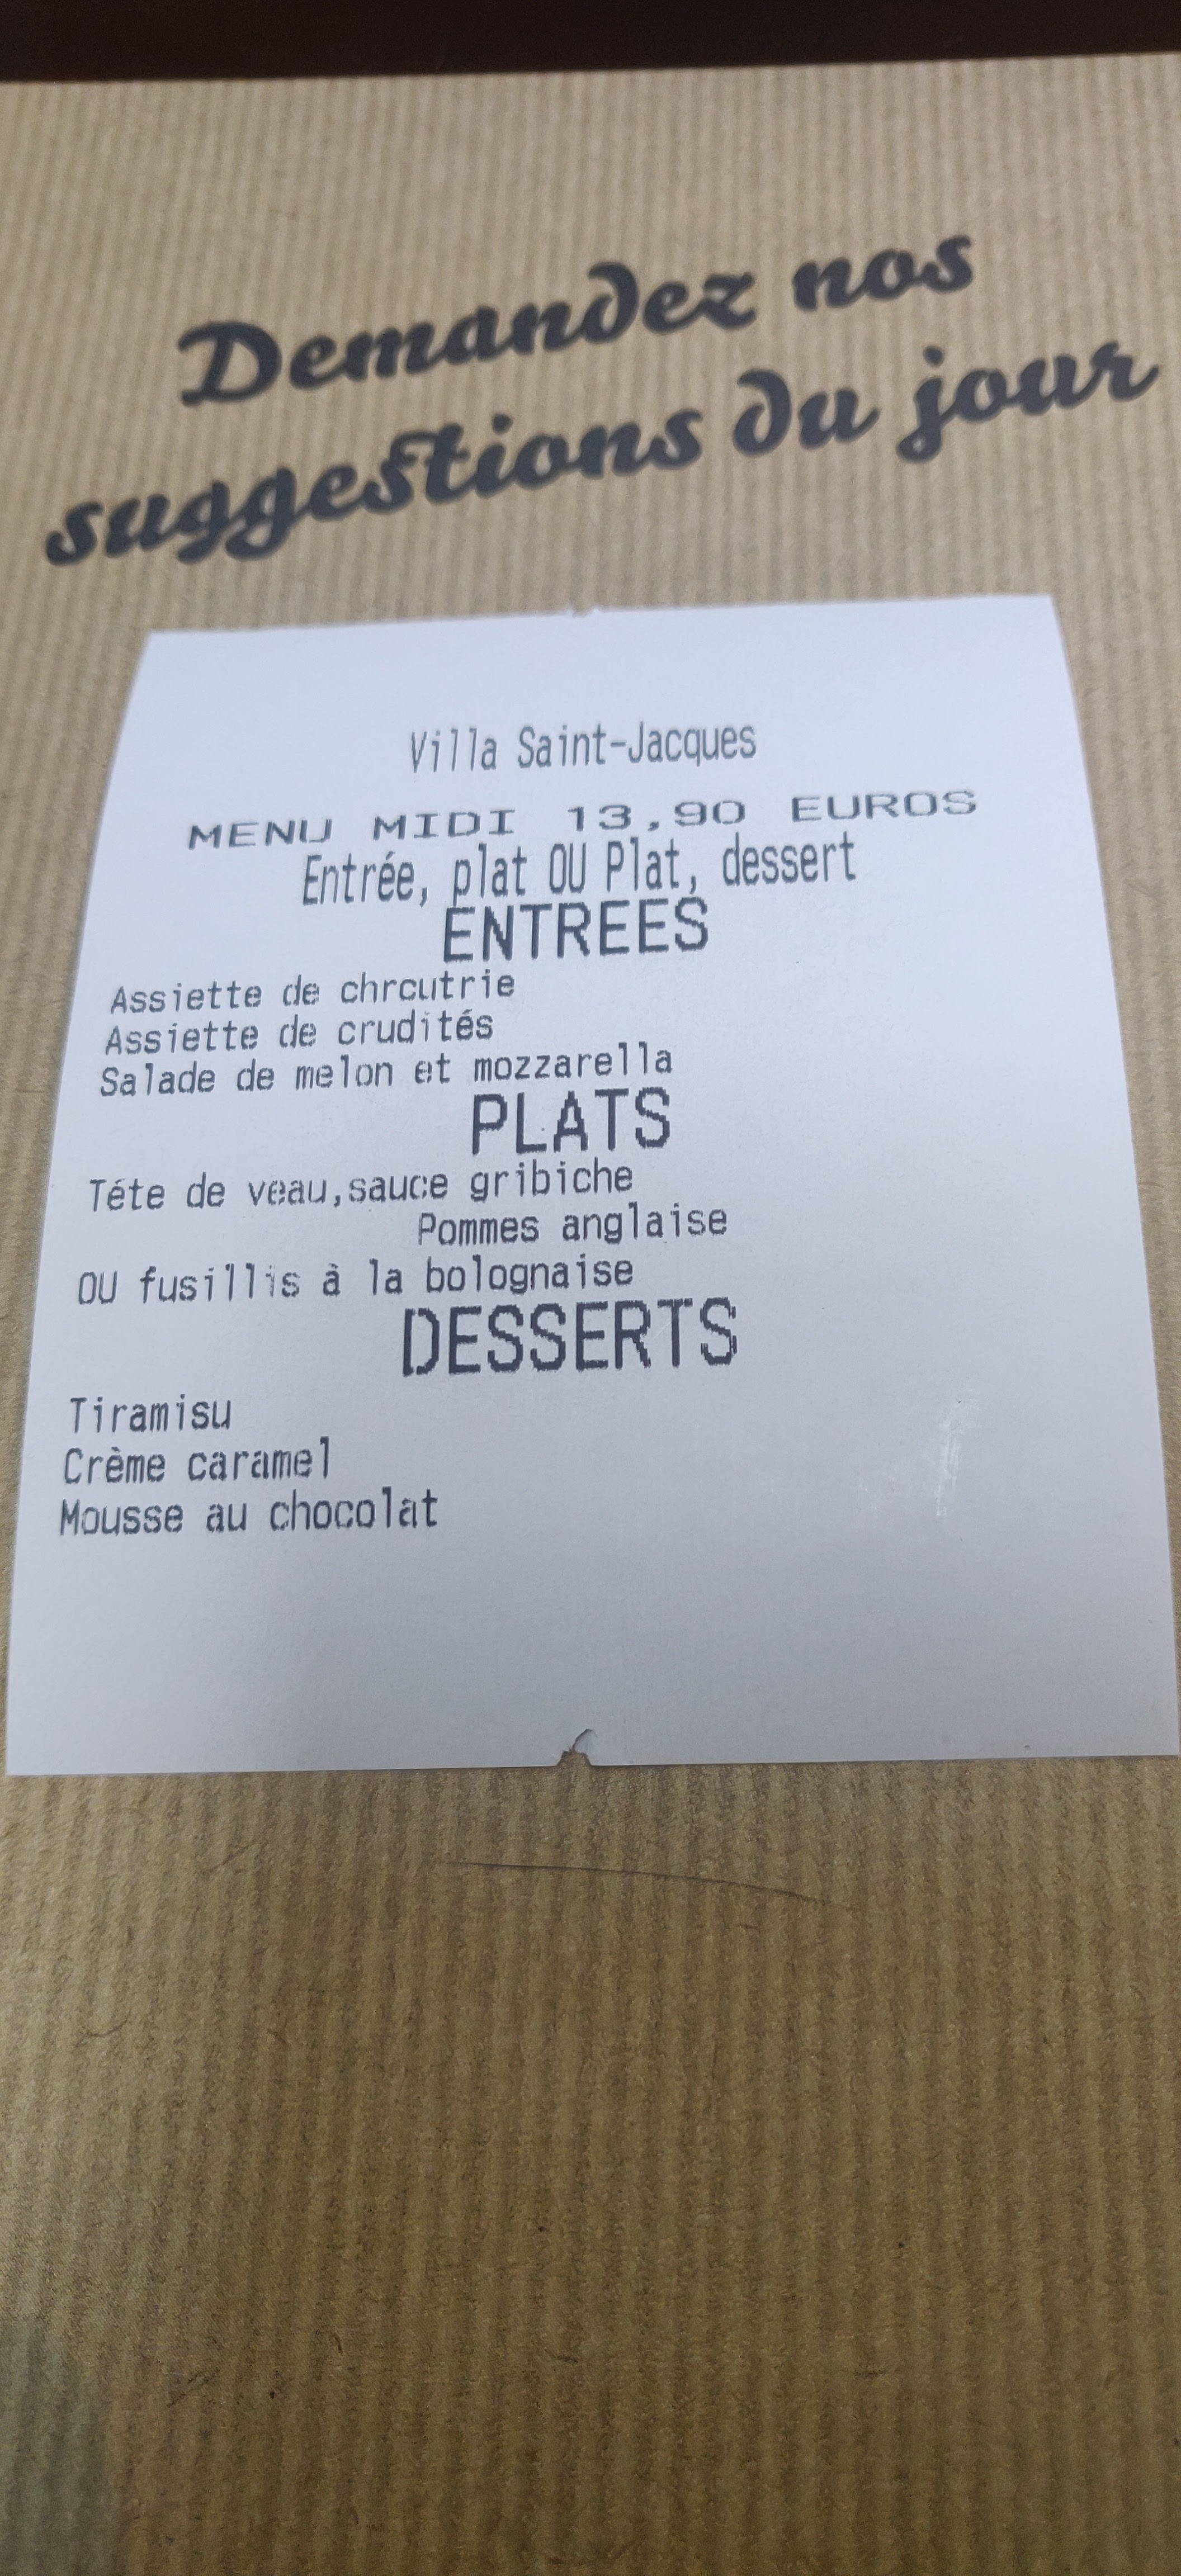 Demandez nos
suggestions du jour
Villa Saint-Jacques
MENU MIDI 13,90 EUROS
Entrée, plat OU Plat, dessert
ENTREES
Assiette de chrcutrie
Assiette de crudités
Salade de melon et mozzarella
PLATS
Téte de veau,sauce gribiche
Pommes anglaise
OU fusillis à la bolognaise
DESSERTS
Tiramisu
Crème caramel
Mousse au chocolat